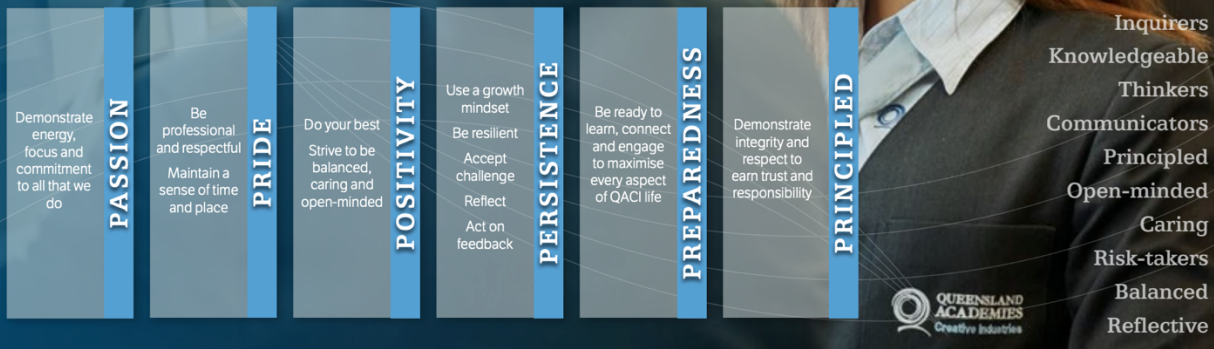 Demonstrate
energy,
focus and
commitment
to all that we
do
PASSION
Be
professional
and respectful
Maintain a
sense of time
and place
PRIDE
Do your best
Strive to be
balanced,
caring and
open-minded
POSITIVITY
Use a growth
mindset
Be resilient
Accept
challenge
Reflect
Act on
feedback
PERSISTENCE
Be ready to
learn, connect
and engage
to maximise
every aspect
of QACI life
PREPAREDNESS
Demonstrate
integrity and
respect to
earn trust and
responsibility
PRINCIPLED
Inquirers
Knowledgeable
Thinkers
Communicators
Principled
Open-minded
Caring
Risk-takers
Balanced
Reflective
QUEENSLAND
ACADEMIES
Creative Industries